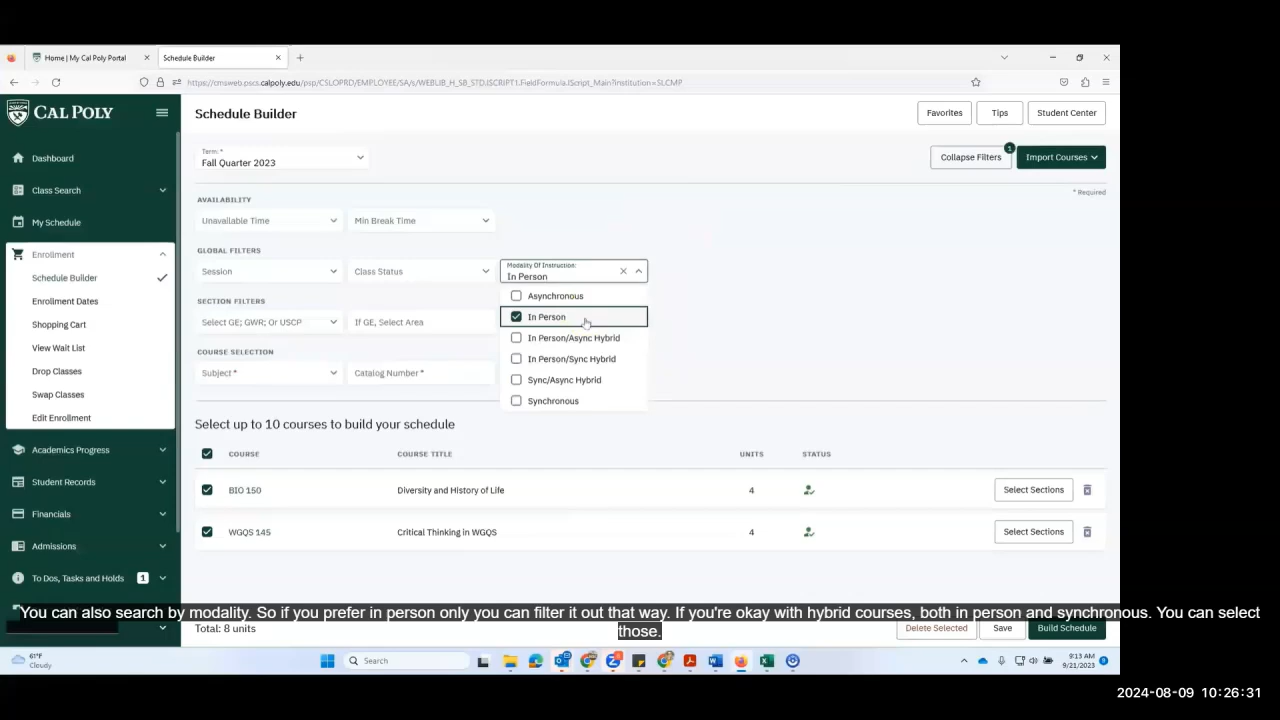 Home | My Cal Poly Portal
Schedule Builder
https://cmsweb.pscs.calpoly.edu/psp/CSLOPRD/EMPLOYEE/SA/s/WEBLIB_H_SB_STD.ISCRIPT1.FieldFormula.IScript_Main?institution=SLCMP
CAL POLY
Schedule Builder
Favorites
Tips
Student Center
Dashboard
Class Search
My Schedule
Enrollment
Schedule Builder
Enrollment Dates
Shopping Cart
View Wait List
Drop Classes
Swap Classes
Edit Enrollment
Academics Progress
Student Records
Financials
Admissions
To Dos, Tasks and Holds 1
Term: *
Fall Quarter 2023
Collapse Filters 1
Import Courses
* Required
AVAILABILITY
Unavailable Time
Min Break Time
GLOBAL FILTERS
Session
Class Status
Modality Of Instruction:
In Person
Asynchronous
In Person
In Person/Async Hybrid
In Person/Sync Hybrid
Sync/Async Hybrid
Synchronous
SECTION FILTERS
Select GE; GWR; Or USCP
If GE, Select Area
COURSE SELECTION
Subject *
Catalog Number *
Select up to 10 courses to build your schedule
COURSE COURSE TITLE UNITS STATUS
BIO 150 Diversity and History of Life 4 Select Sections
WGQS 145 Critical Thinking in WGQS 4 Select Sections
You can also search by modality. So if you prefer in person only you can filter it out that way. If you're okay with hybrid courses, both in person and synchronous. You can select
those.
Total: 8 units
Delete Selected
Save
Build Schedule
61°F
Cloudy
Search
9:13 AM
9/21/2023
2024-08-09 10:26:31